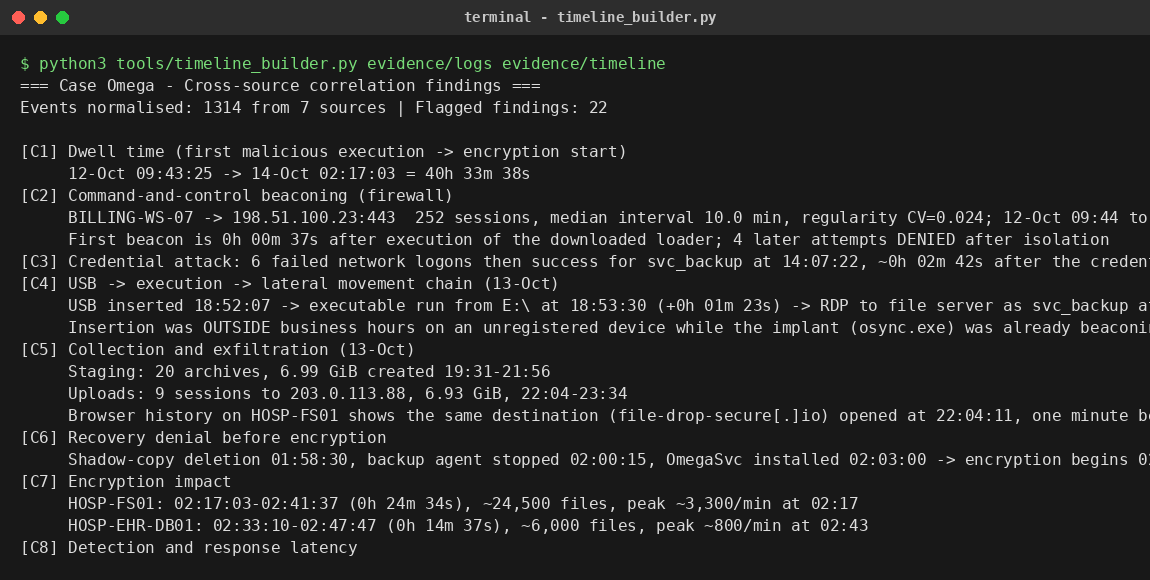 terminal - timeline_builder.py
$ python3 tools/timeline_builder.py evidence/logs evidence/timeline
=== Case Omega - Cross-source correlation findings ===
Events normalised: 1314 from 7 sources | Flagged findings: 22
[C1] Dwell time (first malicious execution -> encryption start)
12-Oct 09:43:25 -> 14-Oct 02:17:03 = 40h 33m 38s
[C2] Command-and-control beaconing (firewall)
BILLING-WS-07 -> 198.51.100.23:443  252 sessions, median interval 10.0 min, regularity CV=0.024; 12-Oct 09:44 to
First beacon is 0h 00m 37s after execution of the downloaded loader; 4 later attempts DENIED after isolation
[C3] Credential attack: 6 failed network logons then success for svc_backup at 14:07:22, ~0h 02m 42s after the creden
[C4] USB -> execution -> lateral movement chain (13-Oct)
USB inserted 18:52:07 -> executable run from E:\ at 18:53:30 (+0h 01m 23s) -> RDP to file server as svc_backup a
Insertion was OUTSIDE business hours on an unregistered device while the implant (osync.exe) was already beaconi
[C5] Collection and exfiltration (13-Oct)
Staging: 20 archives, 6.99 GiB created 19:31-21:56
Uploads: 9 sessions to 203.0.113.88, 6.93 GiB, 22:04-23:34
Browser history on HOSP-FS01 shows the same destination (file-drop-secure[.]io) opened at 22:04:11, one minute b
[C6] Recovery denial before encryption
Shadow-copy deletion 01:58:30, backup agent stopped 02:00:15, OmegaSvc installed 02:03:00 -> encryption begins 0
[C7] Encryption impact
HOSP-FS01: 02:17:03-02:41:37 (0h 24m 34s), ~24,500 files, peak ~3,300/min at 02:17
HOSP-EHR-DB01: 02:33:10-02:47:47 (0h 14m 37s), ~6,000 files, peak ~800/min at 02:43
[C8] Detection and response latency